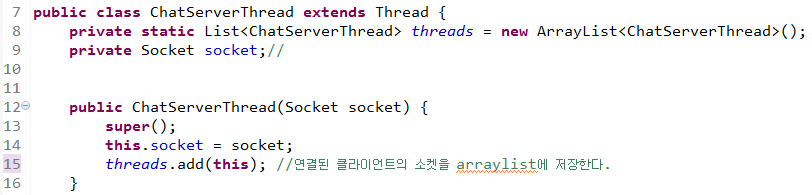 7 public class ChatServerThread extends Thread {
8 private static List<ChatServerThread> threads = new ArrayList<ChatServerThread>();
9 private Socket socket;//
10
11
12 public ChatServerThread(Socket socket) {
13 super();
14 this.socket = socket;
15 threads.add(this); //연결된 클라이언트의 소켓을 arraylist에 저장한다.
16 }